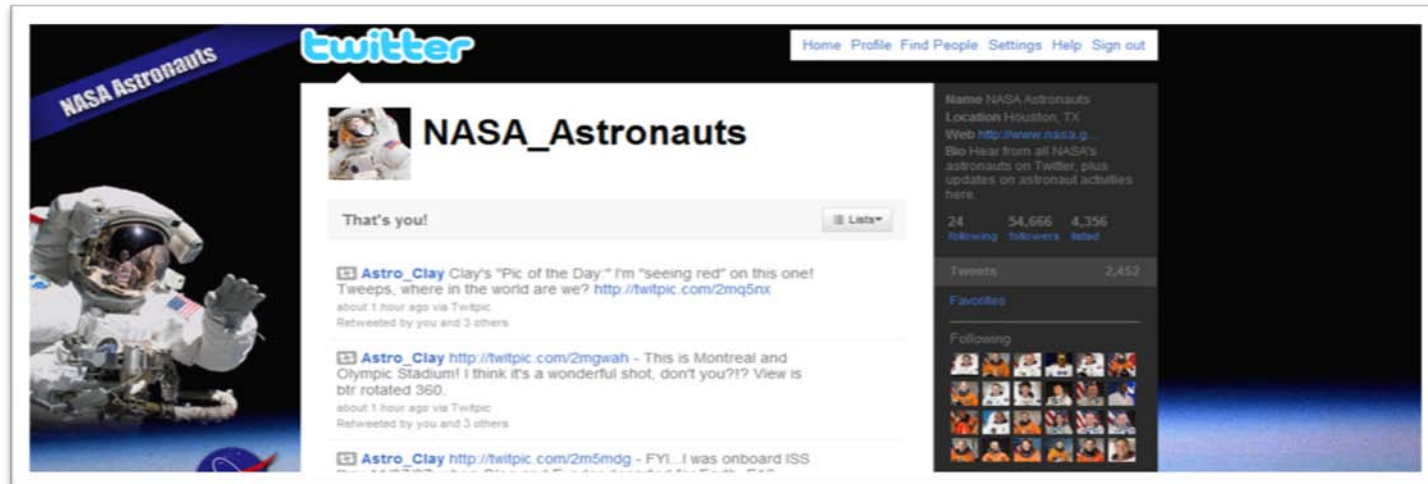 NASA Astronauts
twitter
Home Profile Find People Settings Help Sign out
NASA_Astronauts
That's you!
Lists
Astro_Clay Clay's "Pic of the Day:" I'm "seeing red" on this one!
Tweeps, where in the world are we? http://twitpic.com/2mq5nx
about 1 hour ago via Twitpic
Retweeted by you and 3 others
Astro_Clay http://twitpic.com/2mgwah - This is Montreal and
Olympic Stadium! I think it's a wonderful shot, don't you?!? View is
btr rotated 360.
about 1 hour ago via Twitpic
Retweeted by you and 3 others
Astro_Clay http://twitpic.com/2m5mdg - FYI...I was onboard ISS
Name NASA Astronauts
Location Houston, TX
Web http://www.nasa.g...
Bio Hear from all NASA's
astronauts on Twitter, plus
updates on astronaut activities
here.
24 54,666 4,356
following followers listed
Tweets 2,452
Favorites
Following